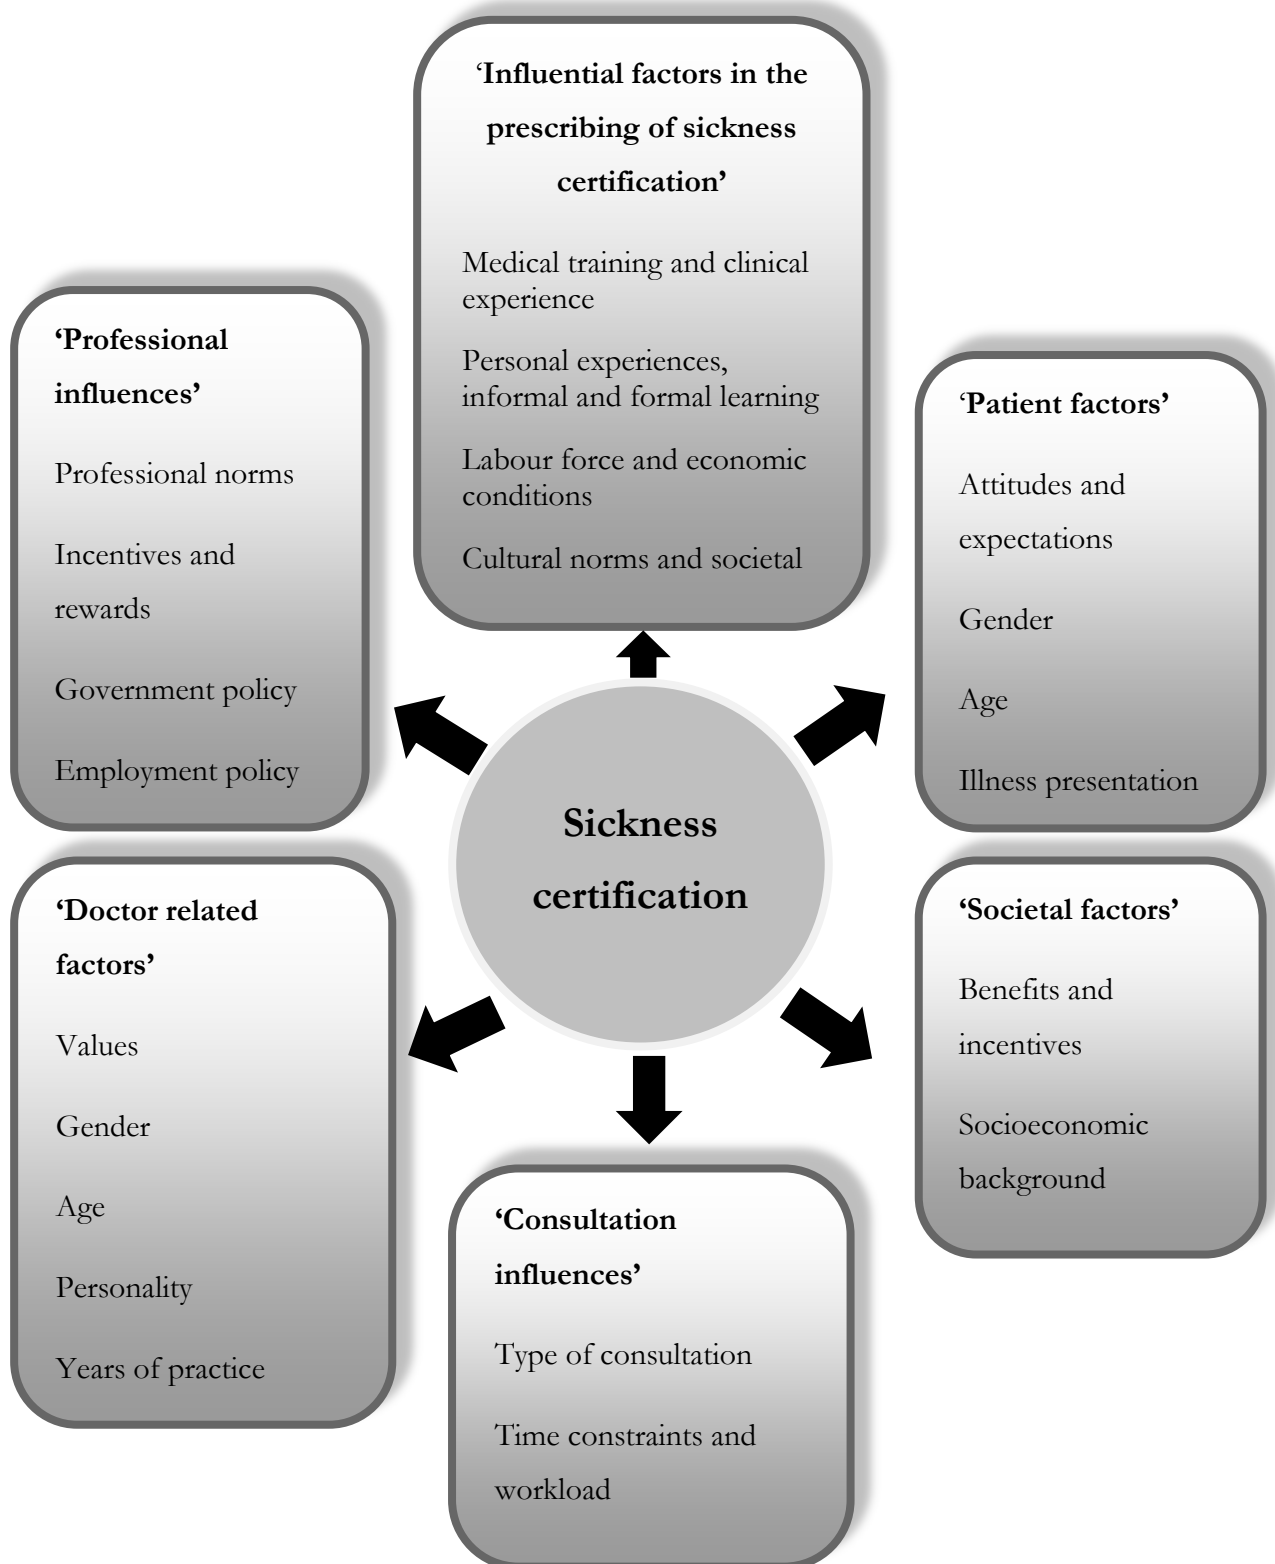 ‘Influential factors in the
prescribing of sickness
certification’
Medical training and clinical
experience
Personal experiences,
informal and formal learning
Labour force and economic
conditions
Cultural norms and societal
‘Professional
influences’
Professional norms
Incentives and
rewards
Government policy
Employment policy
‘Patient factors’
Attitudes and
expectations
Gender
Age
Illness presentation
Sickness
certification
‘Doctor related
factors’
Values
Gender
Age
Personality
Years of practice
‘Societal factors’
Benefits and
incentives
Socioeconomic
background
‘Consultation
influences’
Type of consultation
Time constraints and
workload